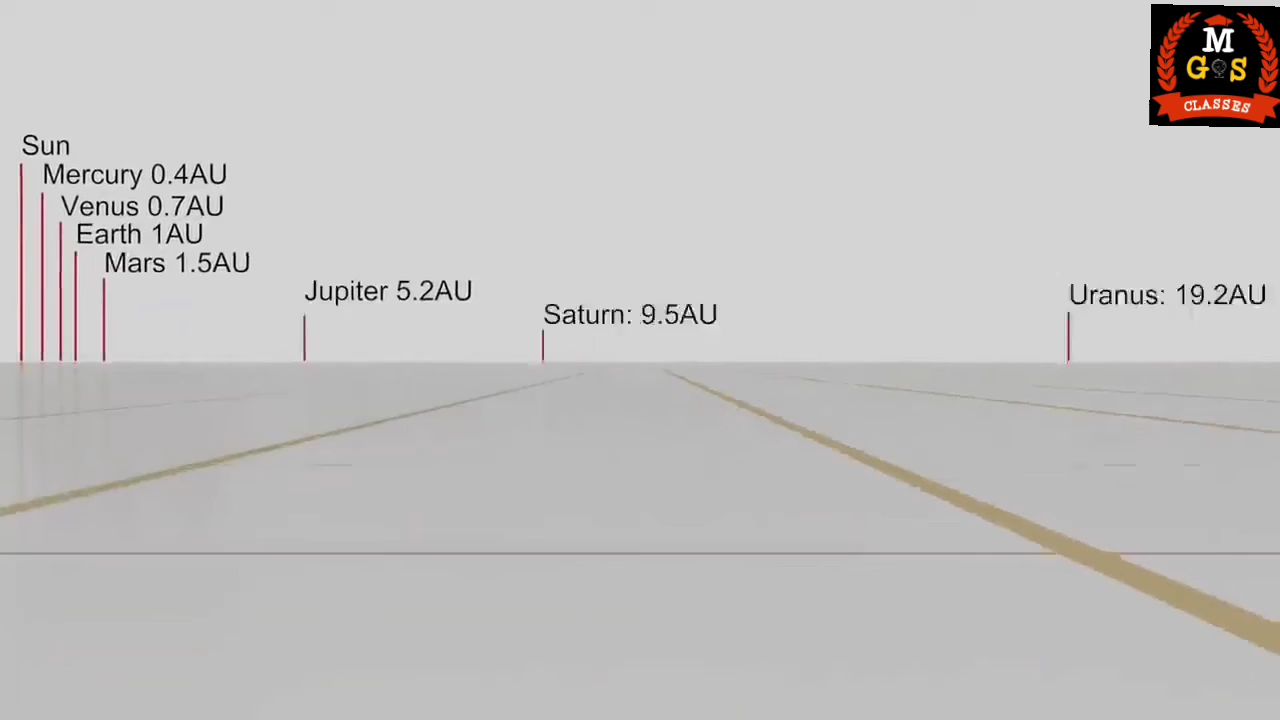 M
G S
CLASSES
Sun
Mercury 0.4AU
Venus 0.7AU
Earth 1AU
Mars 1.5AU
Jupiter 5.2AU
Saturn: 9.5AU
Uranus: 19.2AU